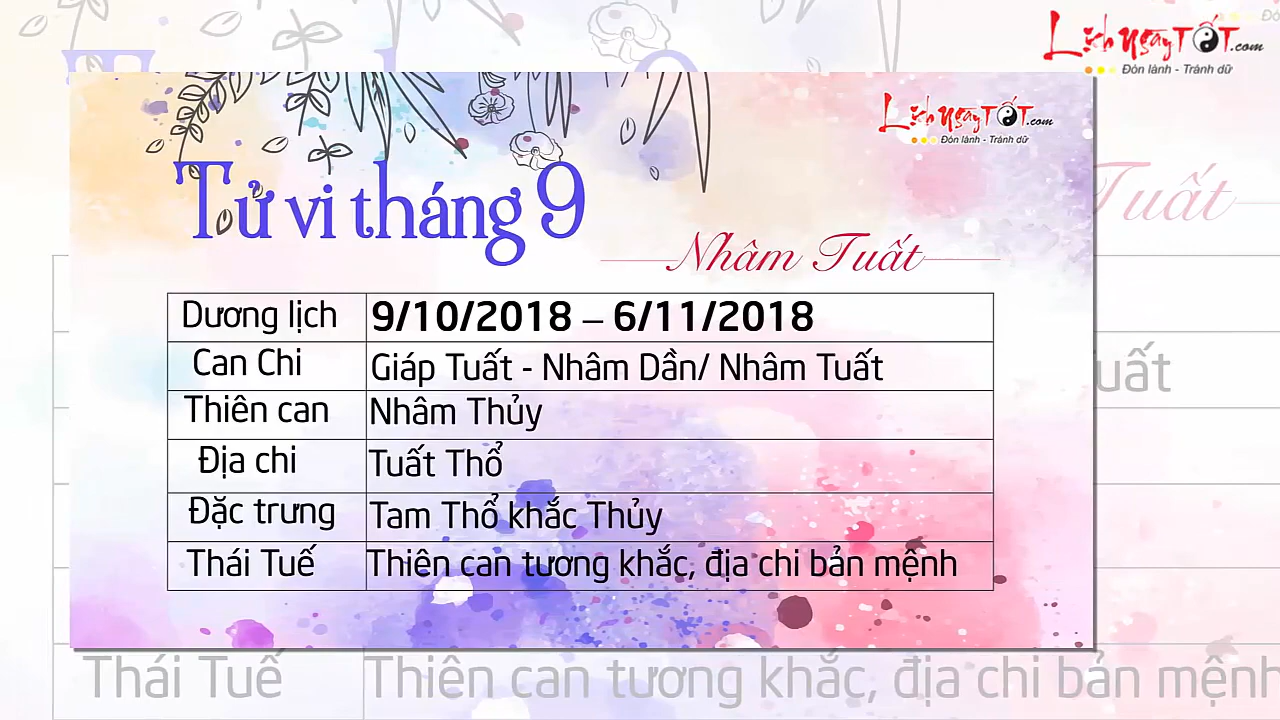 Lịch Ngày TỐT.com
Đón lành - Tránh dữ
Lịch Ngày TỐT.com
Đón lành - Tránh dữ
Tử vi tháng 9
Nhâm Tuất
Tuất
Dương lịch 9/10/2018 – 6/11/2018
Can Chi Giáp Tuất - Nhâm Dần/ Nhâm Tuất
uất
Thiên can Nhâm Thủy
Địa chi Tuất Thổ
Đặc trưng Tam Thổ khắc Thủy
Thái Tuế Thiên can tương khắc, địa chi bản mệnh
Thái Tuế Thiên can tương khắc, địa chi bản mệnh